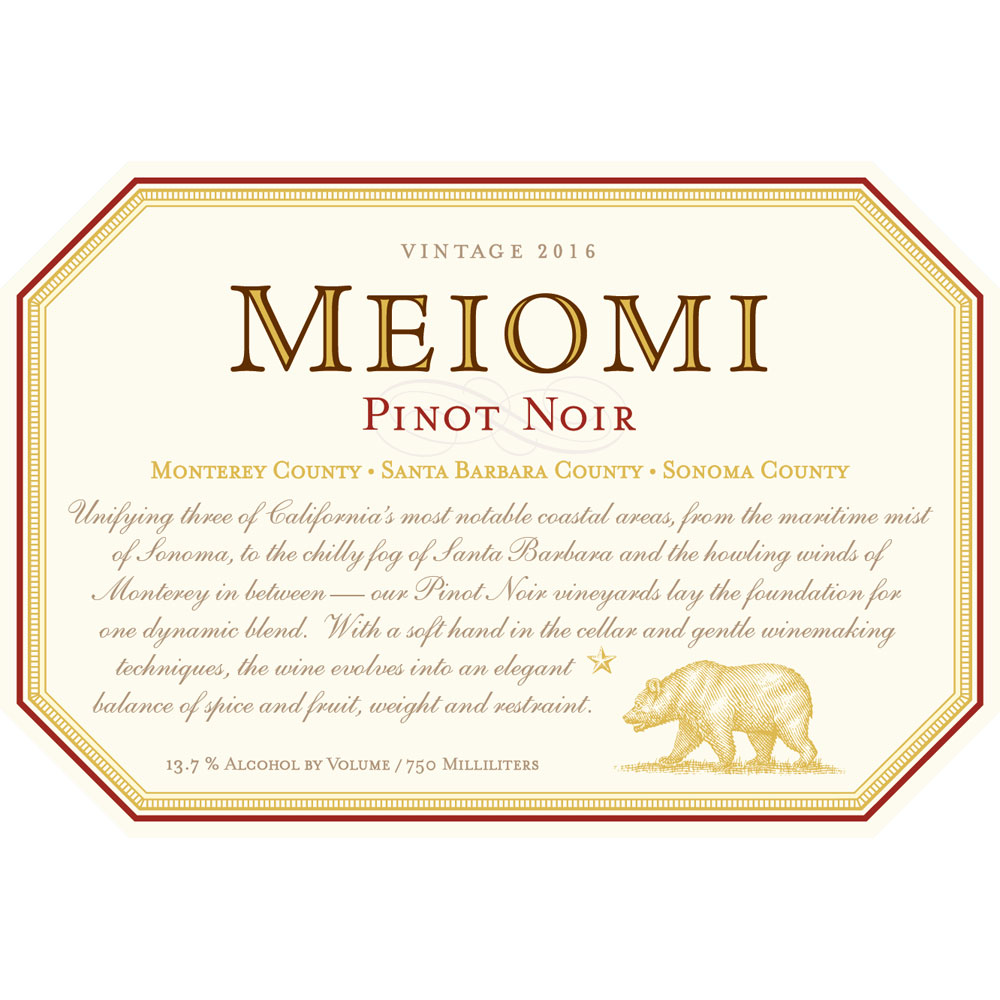 VINTAGE 2016
MEIOMI
PINOT NOIR
MONTEREY COUNTY • SANTA BARBARA COUNTY • SONOMA COUNTY
Unifying three of California's most notable coastal areas, from the maritime mist
of Sonoma, to the chilly fog of Santa Barbara and the howling winds of
Monterey in between — our Pinot Noir vineyards lay the foundation for
one dynamic blend. With a soft hand in the cellar and gentle winemaking
techniques, the wine evolves into an elegant
balance of spice and fruit, weight and restraint.
13.7 % ALCOHOL BY VOLUME / 750 MILLILITERS